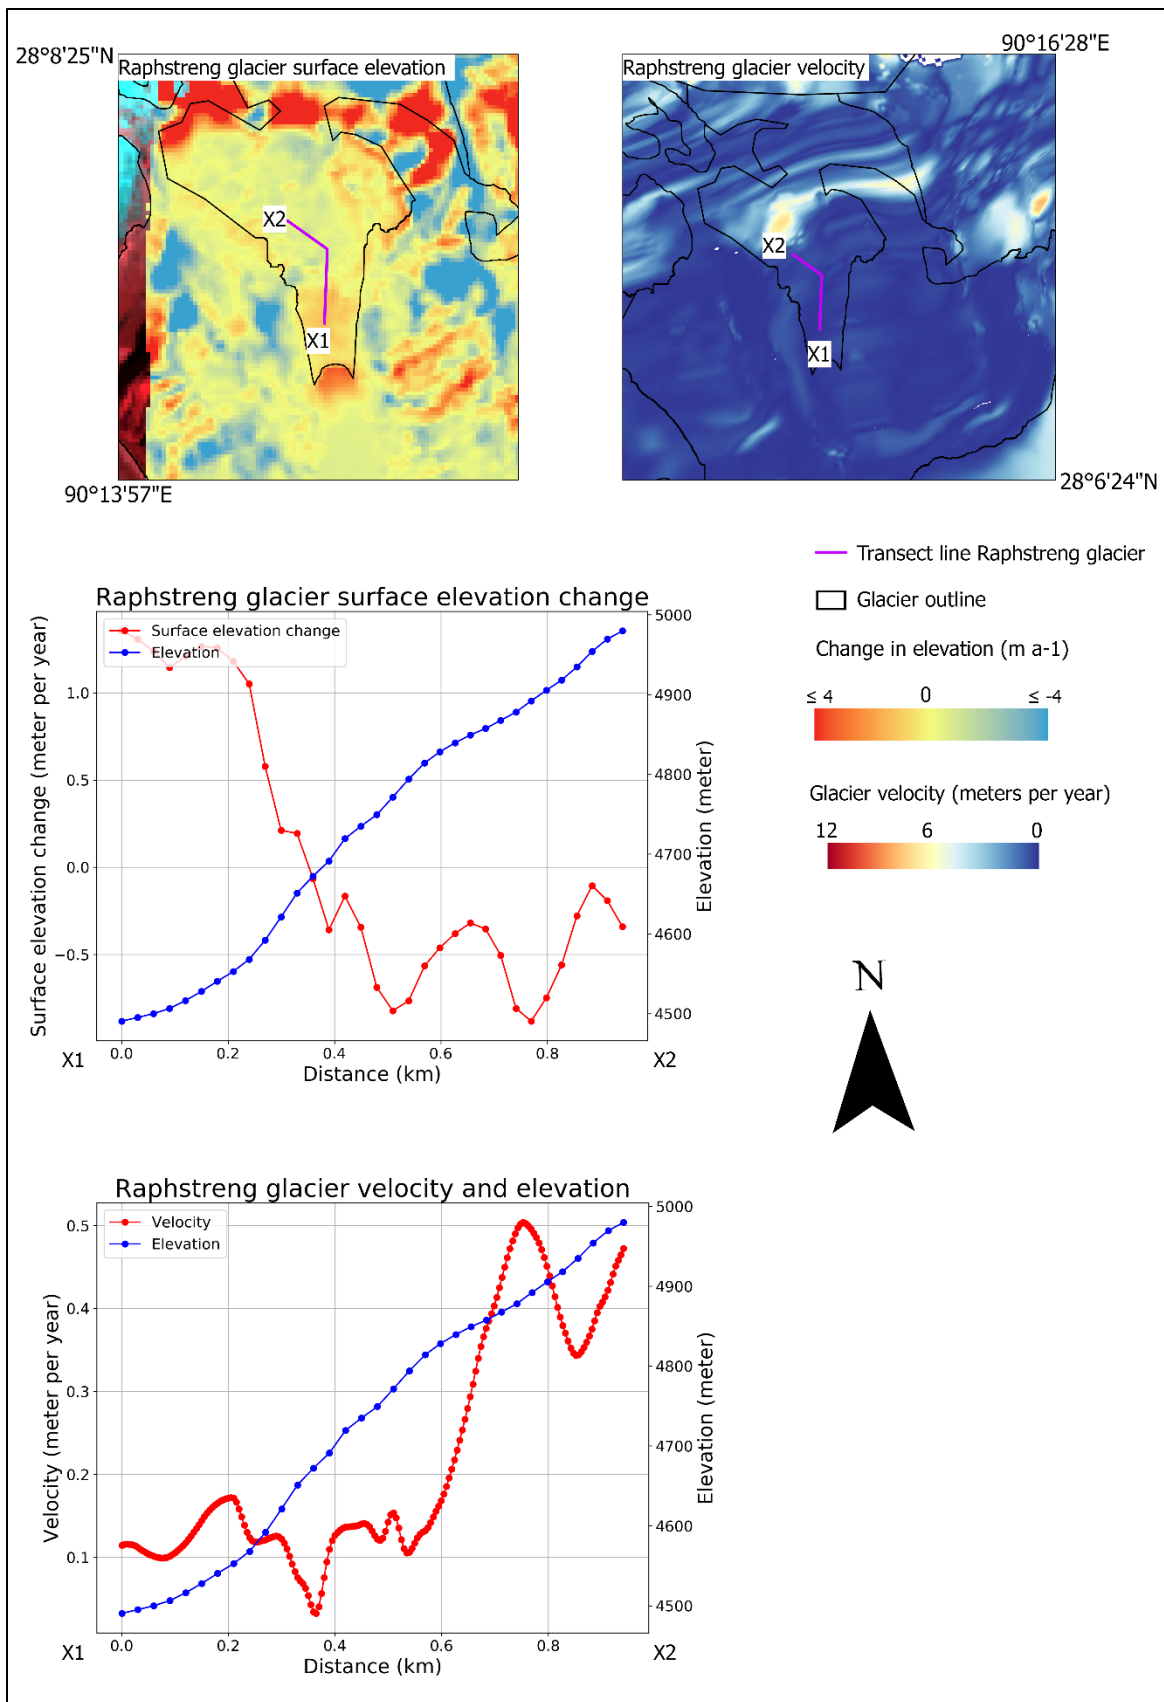 28°8'25"N
90°16'28"E
Raphstreng glacier surface elevation
Raphstreng glacier velocity
X2
X1
X2
X1
90°13'57"E
28°6'24"N
Transect line Raphstreng glacier
Glacier outline
Change in elevation (m a-1)
≤ 4 0 ≤ -4
Glacier velocity (meters per year)
12 6 0
N
Raphstreng glacier surface elevation change
Surface elevation change
Elevation
Surface elevation change (meter per year)
1.0
0.5
0.0
−0.5
5000
4900
4800
4700
4600
4500
Elevation (meter)
0.0 0.2 0.4 0.6 0.8
X1 Distance (km) X2
Raphstreng glacier velocity and elevation
Velocity
Elevation
Velocity (meter per year)
0.5
0.4
0.3
0.2
0.1
5000
4900
4800
4700
4600
4500
Elevation (meter)
0.0 0.2 0.4 0.6 0.8
X1 Distance (km) X2